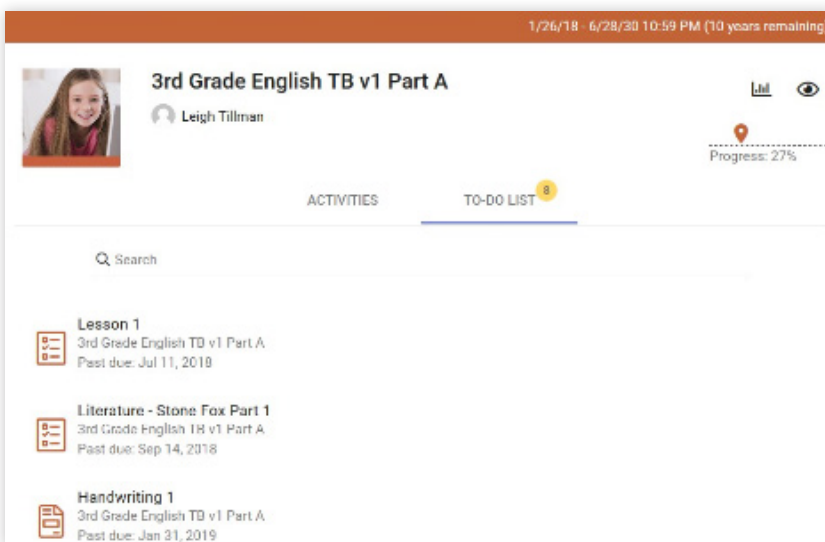 1/26/18 - 6/28/30 10:59 PM (10 years remaining
3rd Grade English TB v1 Part A
Leigh Tillman
Progress: 27%
ACTIVITIES
TO-DO LIST
8
Search
Lesson 1
3rd Grade English TB v1 Part A
Past due: Jul 11, 2018
Literature - Stone Fox Part 1
3rd Grade English TB v1 Part A
Past due: Sep 14, 2018
Handwriting 1
3rd Grade English TB v1 Part A
Past due: Jan 31, 2019